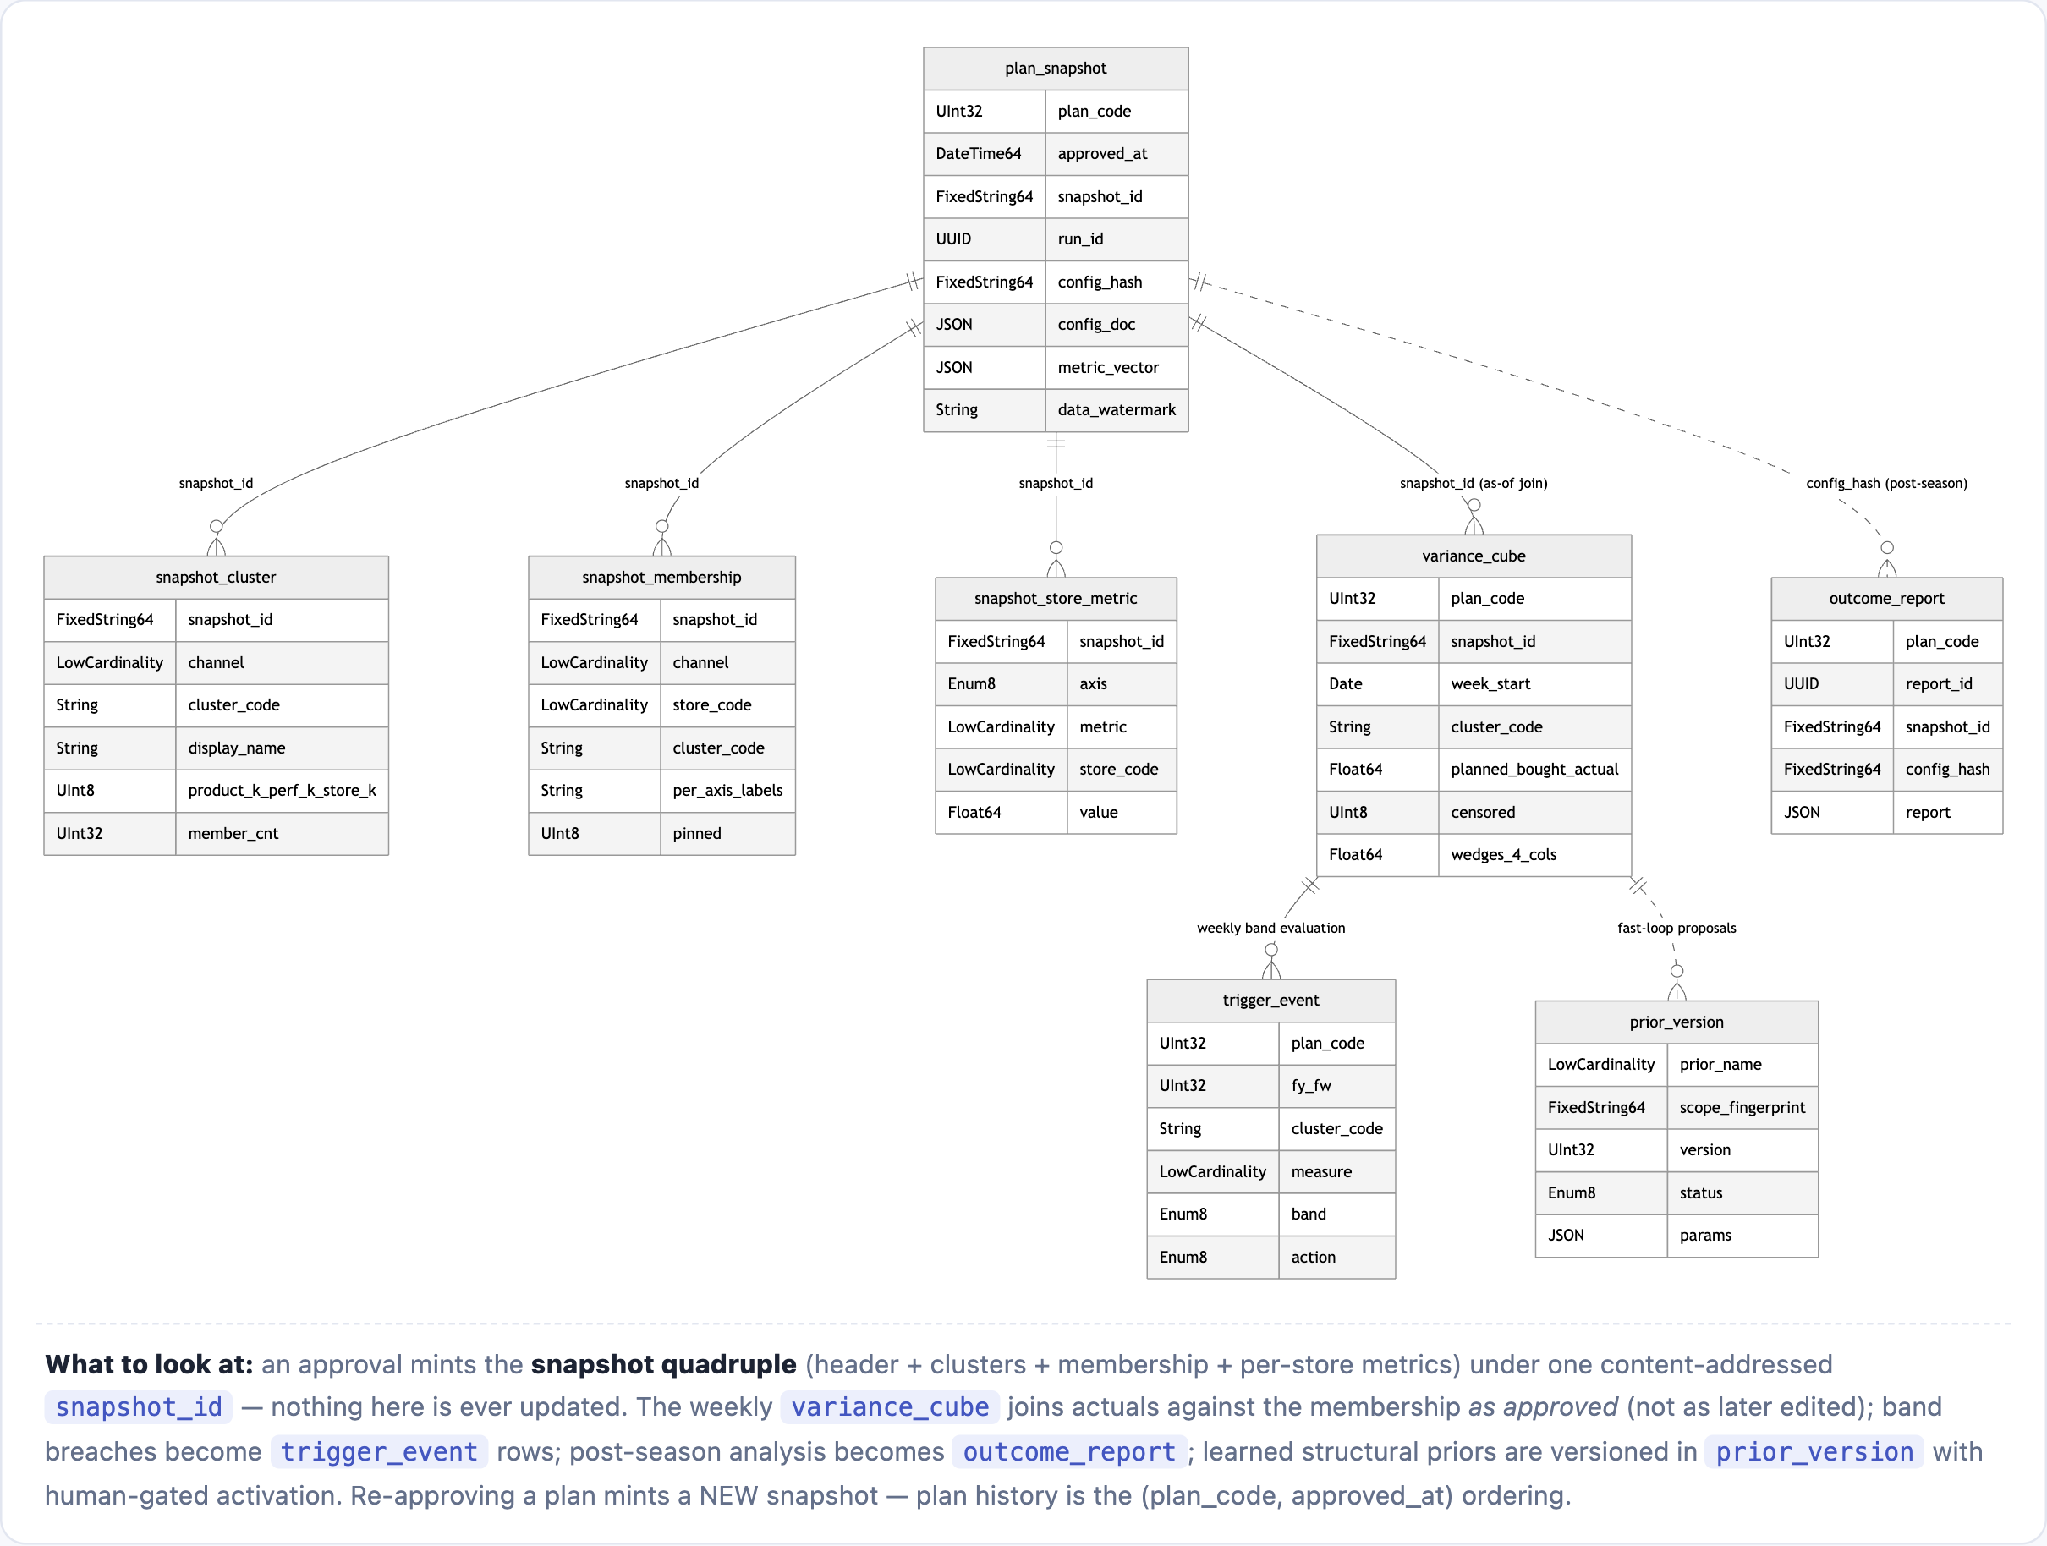 plan_snapshot
UInt32 plan_code
DateTime64 approved_at
FixedString64 snapshot_id
UUID run_id
FixedString64 config_hash
JSON config_doc
JSON metric_vector
String data_watermark
snapshot_id
snapshot_id
snapshot_id
snapshot_id (as-of join)
config_hash (post-season)
snapshot_cluster
FixedString64 snapshot_id
LowCardinality channel
String cluster_code
String display_name
UInt8 product_k_perf_k_store_k
UInt32 member_cnt
snapshot_membership
FixedString64 snapshot_id
LowCardinality channel
LowCardinality store_code
String cluster_code
String per_axis_labels
UInt8 pinned
snapshot_store_metric
FixedString64 snapshot_id
Enum8 axis
LowCardinality metric
LowCardinality store_code
Float64 value
variance_cube
UInt32 plan_code
FixedString64 snapshot_id
Date week_start
String cluster_code
Float64 planned_bought_actual
UInt8 censored
Float64 wedges_4_cols
outcome_report
UInt32 plan_code
UUID report_id
FixedString64 snapshot_id
FixedString64 config_hash
JSON report
weekly band evaluation
fast-loop proposals
trigger_event
UInt32 plan_code
UInt32 fy_fw
String cluster_code
LowCardinality measure
Enum8 band
Enum8 action
prior_version
LowCardinality prior_name
FixedString64 scope_fingerprint
UInt32 version
Enum8 status
JSON params
What to look at: an approval mints the snapshot quadruple (header + clusters + membership + per-store metrics) under one content-addressed
snapshot_id — nothing here is ever updated. The weekly variance_cube joins actuals against the membership as approved (not as later edited); band
breaches become trigger_event rows; post-season analysis becomes outcome_report; learned structural priors are versioned in prior_version with
human-gated activation. Re-approving a plan mints a NEW snapshot — plan history is the (plan_code, approved_at) ordering.